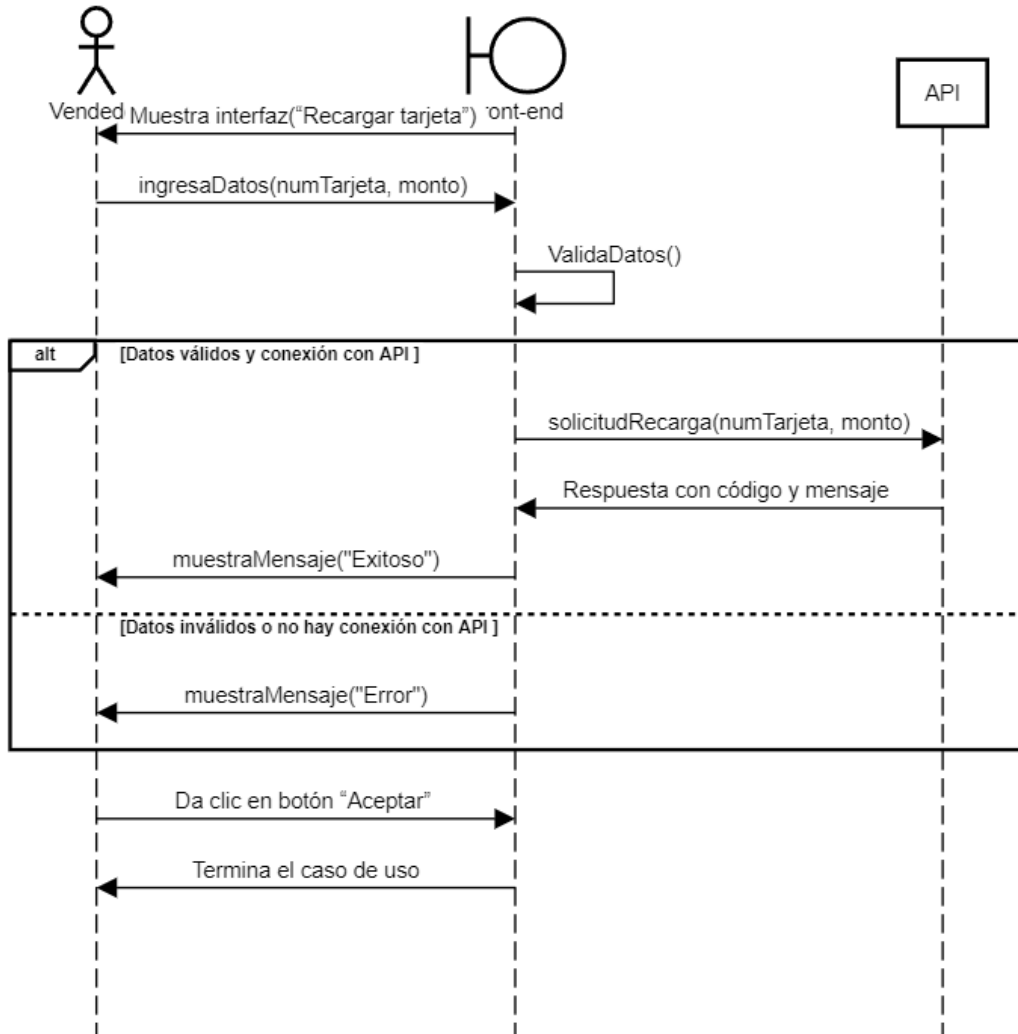 API
Vended Muestra interfaz(“Recargar tarjeta”) ont-end
ingresaDatos(numTarjeta, monto)
ValidaDatos()
alt [Datos válidos y conexión con API ]
solicitudRecarga(numTarjeta, monto)
Respuesta con código y mensaje
muestraMensaje("Exitoso")
[Datos inválidos o no hay conexión con API ]
muestraMensaje("Error")
Da clic en botón “Aceptar”
Termina el caso de uso